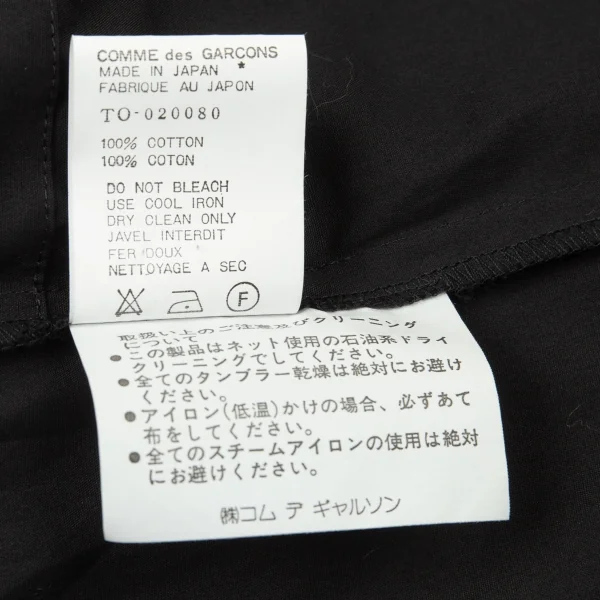 COMME des GARCONS
MADE IN JAPAN *
FABRIQUE AU JAPON
TO-020080
100% COTTON
100% COTON
DO NOT BLEACH
USE COOL IRON
DRY CLEAN ONLY
JAVEL INTERDIT
FER DOUX
NETTOYAGE A SEC
F
取扱い上のご注意及びクリーニング
について
●この製品はネット使用の石油系ドライ
クリーニングでしてください。
●全てのタンブラー乾燥は絶対にお避け
ください。
●アイロン(低温)かけの場合、必ずあて
布をしてください。
●全てのスチームアイロンの使用は絶対
にお避けください。
㈱コム デ ギャルソン